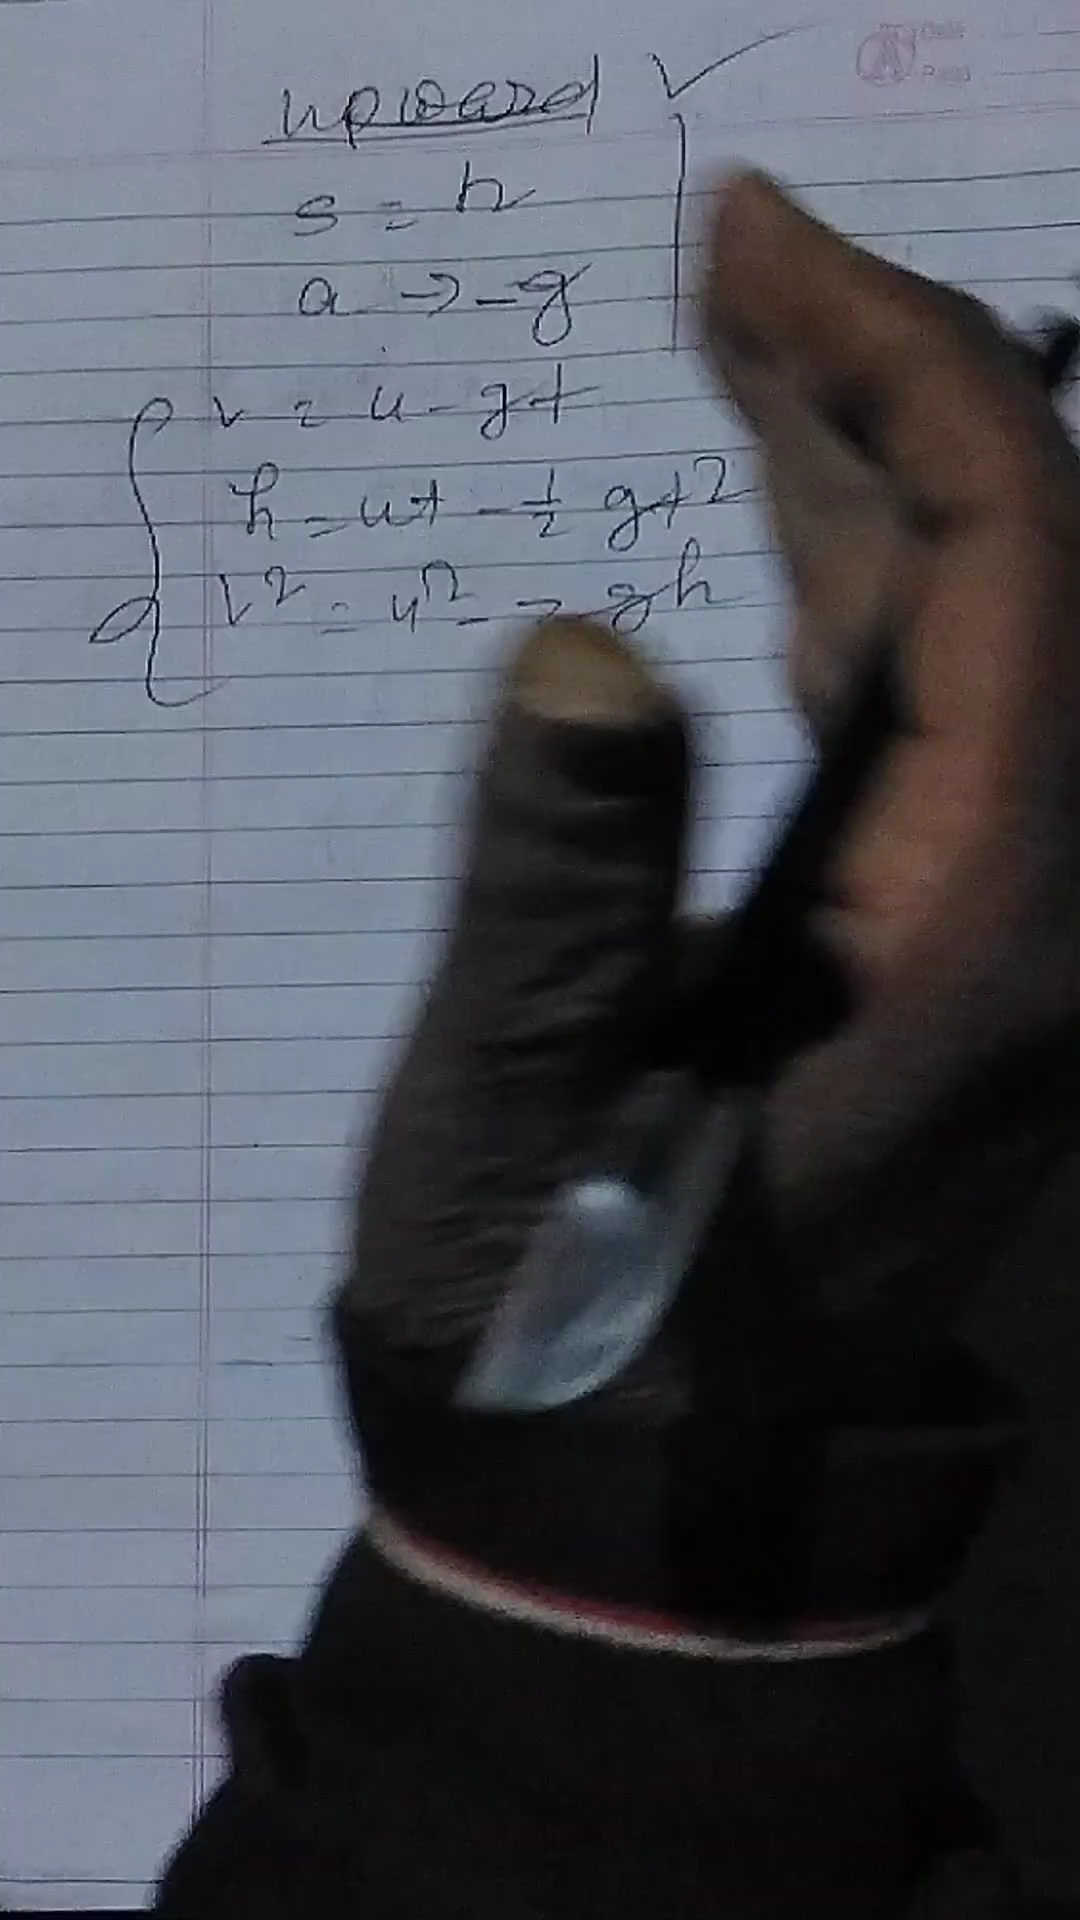 upward ✓
s = h
a → -g
v = u - gt
h = ut - 1/2 gt2
v2 = u2 - 2gh